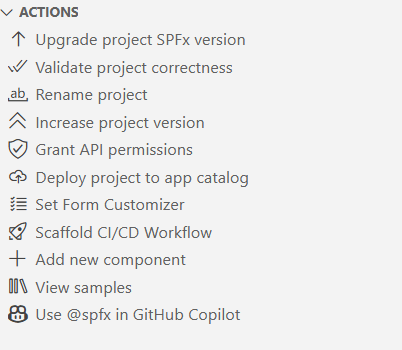 ACTIONS
Upgrade project SPFx version
Validate project correctness
ab Rename project
Increase project version
Grant API permissions
Deploy project to app catalog
Set Form Customizer
Scaffold CI/CD Workflow
Add new component
View samples
Use @spfx in GitHub Copilot